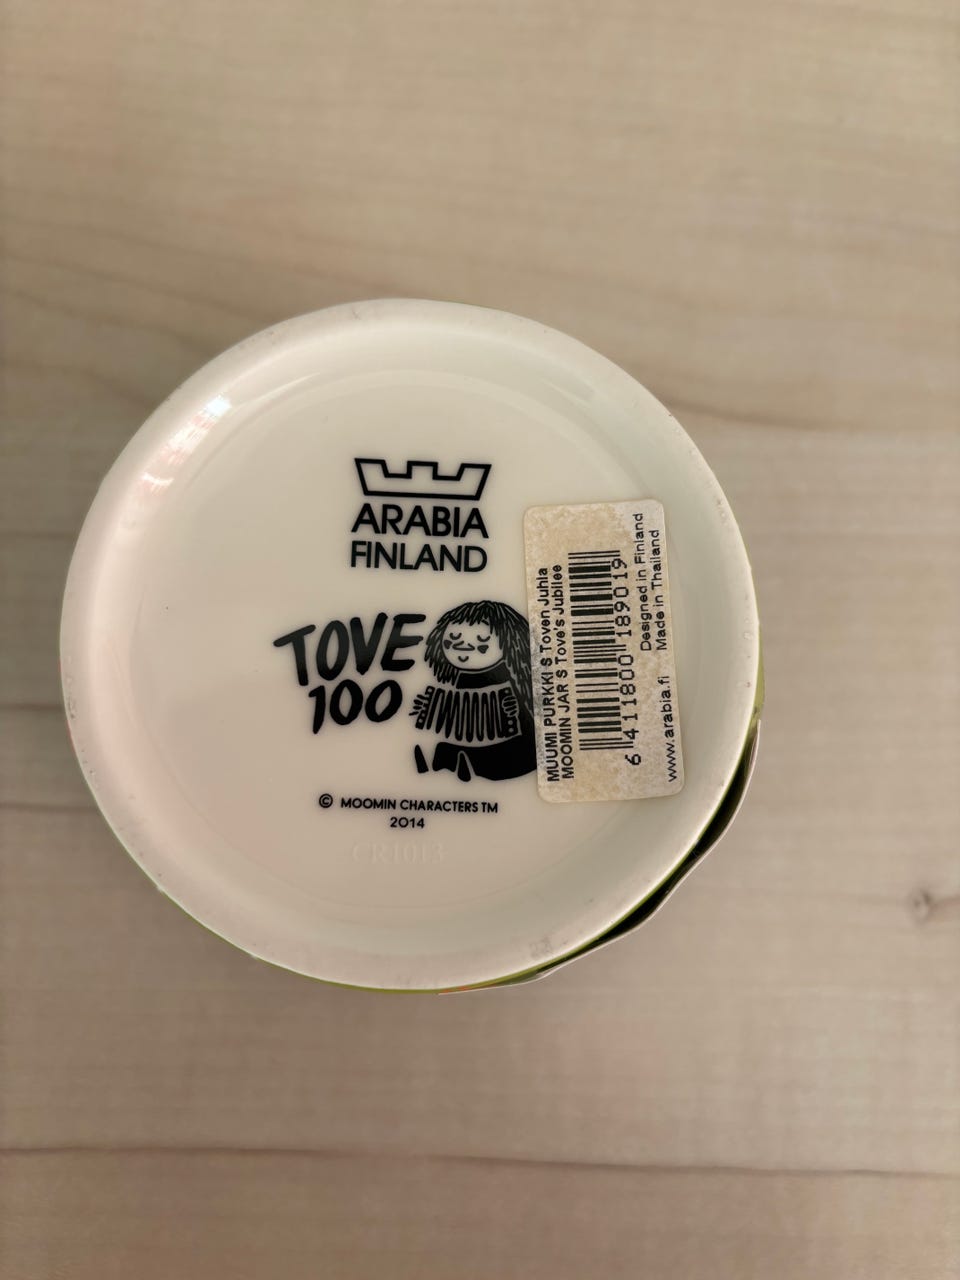 ARABIA
FINLAND
TOVE
100
© MOOMIN CHARACTERS TM
2014
CR1013
MUUMI PURKKI S Toven Juhla
MOOMIN JAR S Tove's Jubilee
6 411800 189019
Designed in Finland
www.arabia.fi Made in Thailand